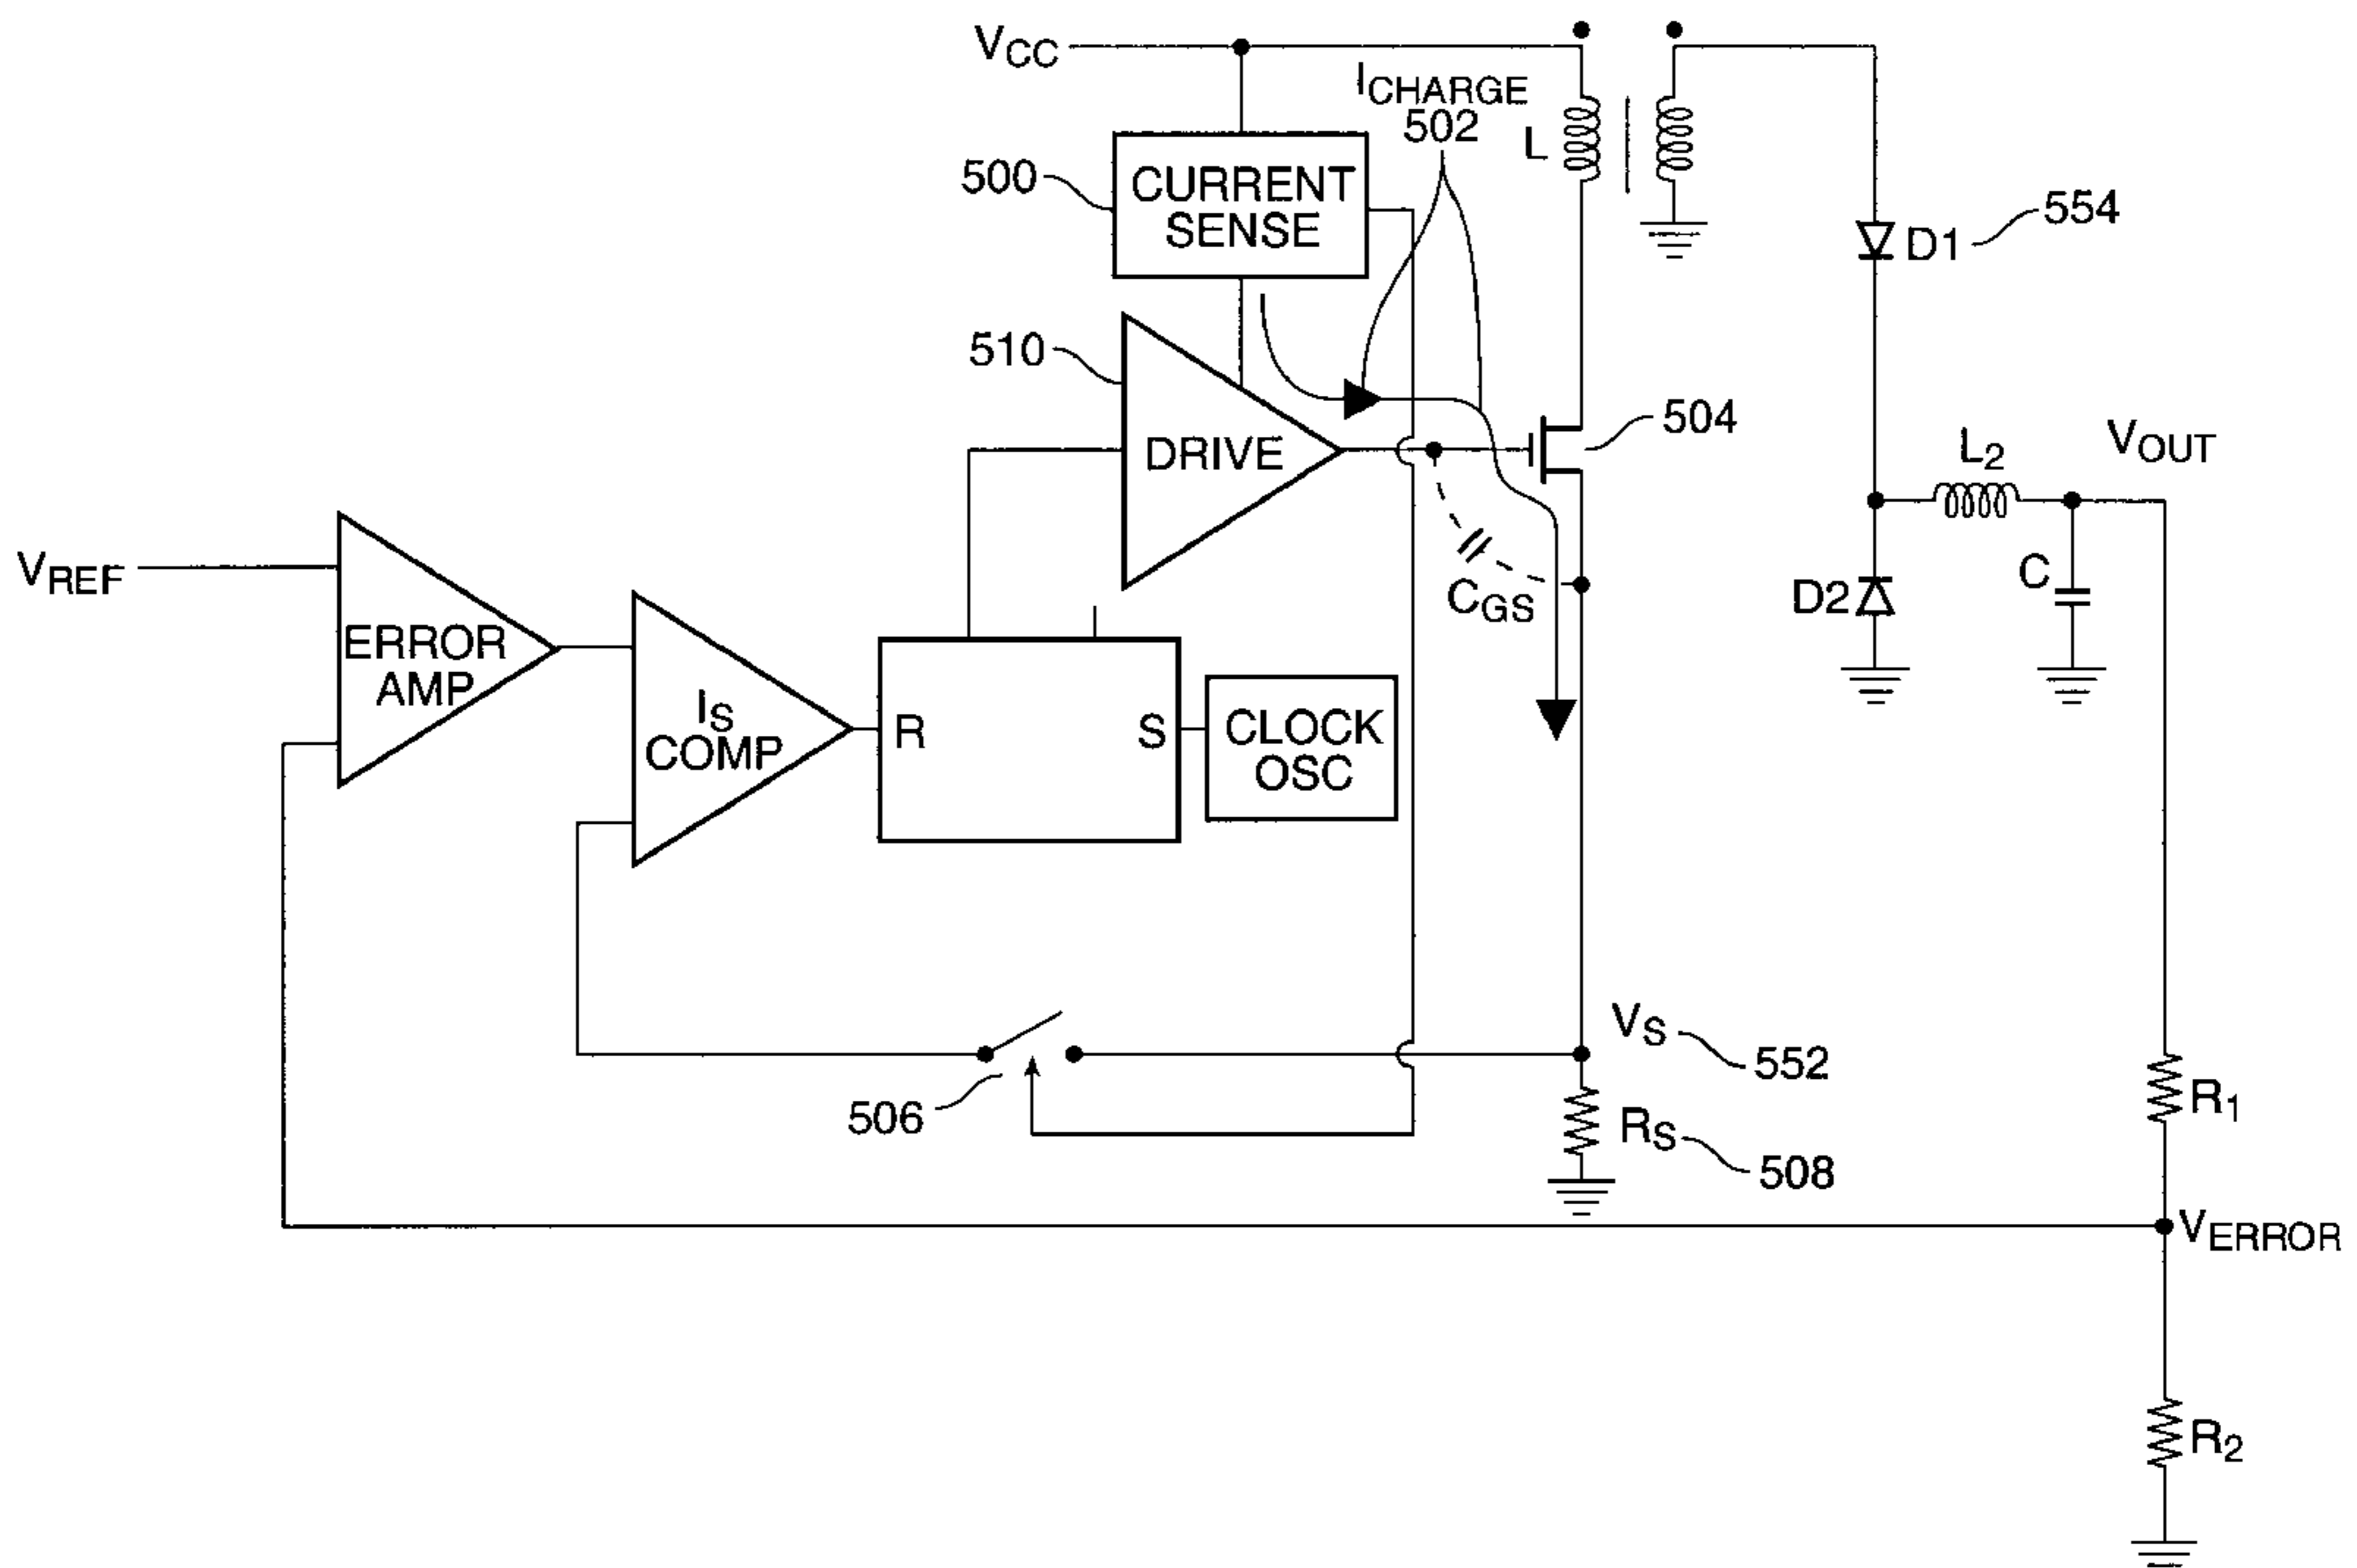 VCC
ICHARGE
502
L
500
CURRENT
SENSE
554
D1
510
DRIVE
504
L2
VOUT
VREF
ERROR
AMP
CGS
D2
C
IS
COMP
R
S
CLOCK
OSC
VS
552
506
RS
508
R1
VERROR
R2